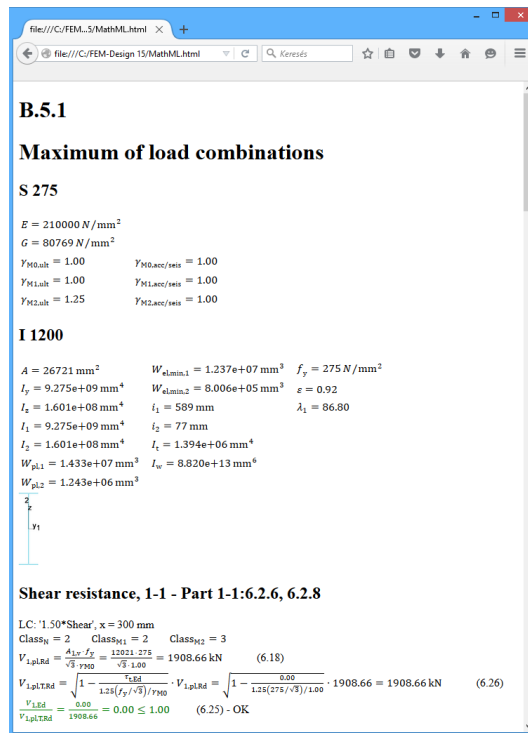 file:///C:/FEM...5/MathML.html
file:///C:/FEM-Design 15/MathML.html
Keresés
B.5.1
Maximum of load combinations
S 275
E = 210000 N/mm²
G = 80769 N/mm²
γM0,ult = 1.00 γM0,acc/seis = 1.00
γM1,ult = 1.00 γM1,acc/seis = 1.00
γM2,ult = 1.25 γM2,acc/seis = 1.00
I 1200
A = 26721 mm² Wel,min,1 = 1.237e+07 mm³ fy = 275 N/mm²
Iy = 9.275e+09 mm⁴ Wel,min,2 = 8.006e+05 mm³ ε = 0.92
Iz = 1.601e+08 mm⁴ i1 = 589 mm λ1 = 86.80
I1 = 9.275e+09 mm⁴ i2 = 77 mm
I2 = 1.601e+08 mm⁴ It = 1.394e+06 mm⁴
Wpl,1 = 1.433e+07 mm³ Iw = 8.820e+13 mm⁶
Wpl,2 = 1.243e+06 mm³
2
z
y1
Shear resistance, 1-1 - Part 1-1:6.2.6, 6.2.8
LC: '1.50*Shear', x = 300 mm
ClassN = 2 ClassM1 = 2 ClassM2 = 3
V1,pl,Rd = A1,v · fy / √3 · γM0 = 12021 · 275 / √3 · 1.00 = 1908.66 kN (6.18)
V1,pl,T,Rd = √(1 − τt,Ed / 1.25(fy/√3)/γM0) · V1,pl,Rd = √(1 − 0.00 / 1.25(275/√3)/1.00) · 1908.66 = 1908.66 kN (6.26)
V1,Ed / V1,pl,T,Rd = 0.00 / 1908.66 = 0.00 ≤ 1.00 (6.25) - OK